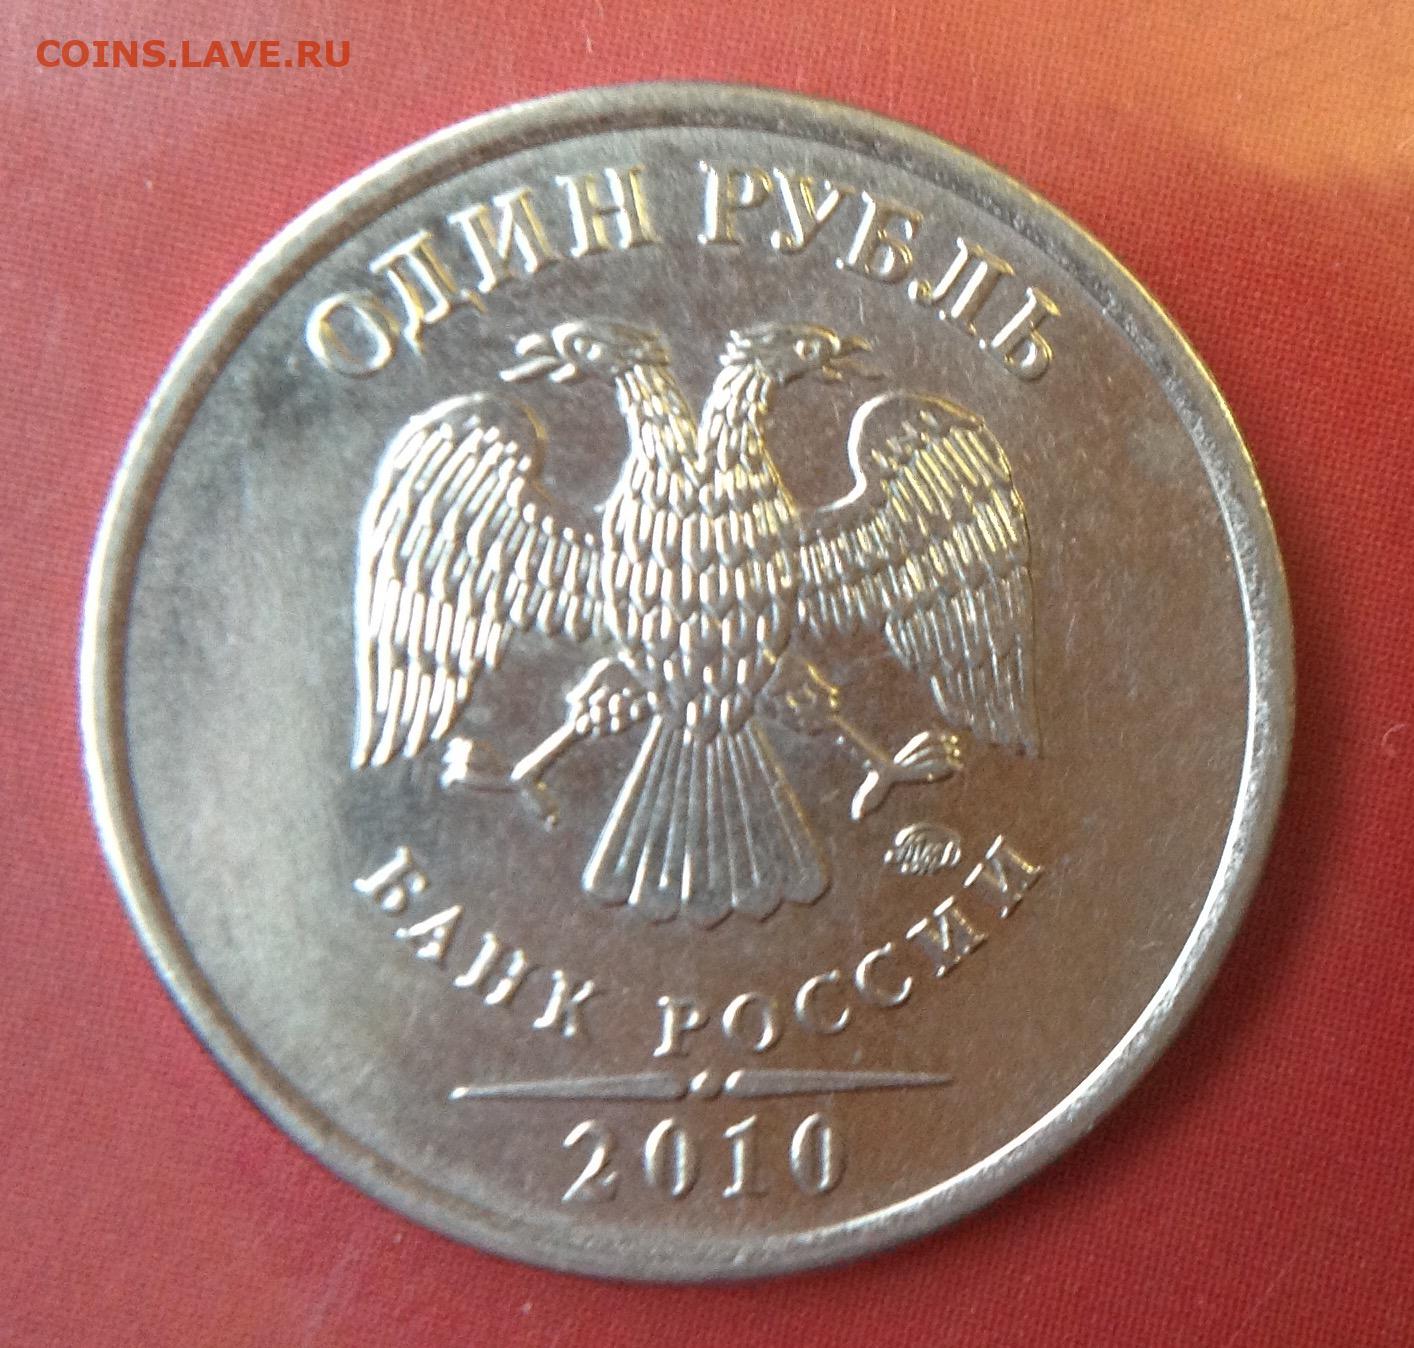 COINS.LAVE.RU
ОДИН РУБЛЬ
БАНК РОССИИ
2010